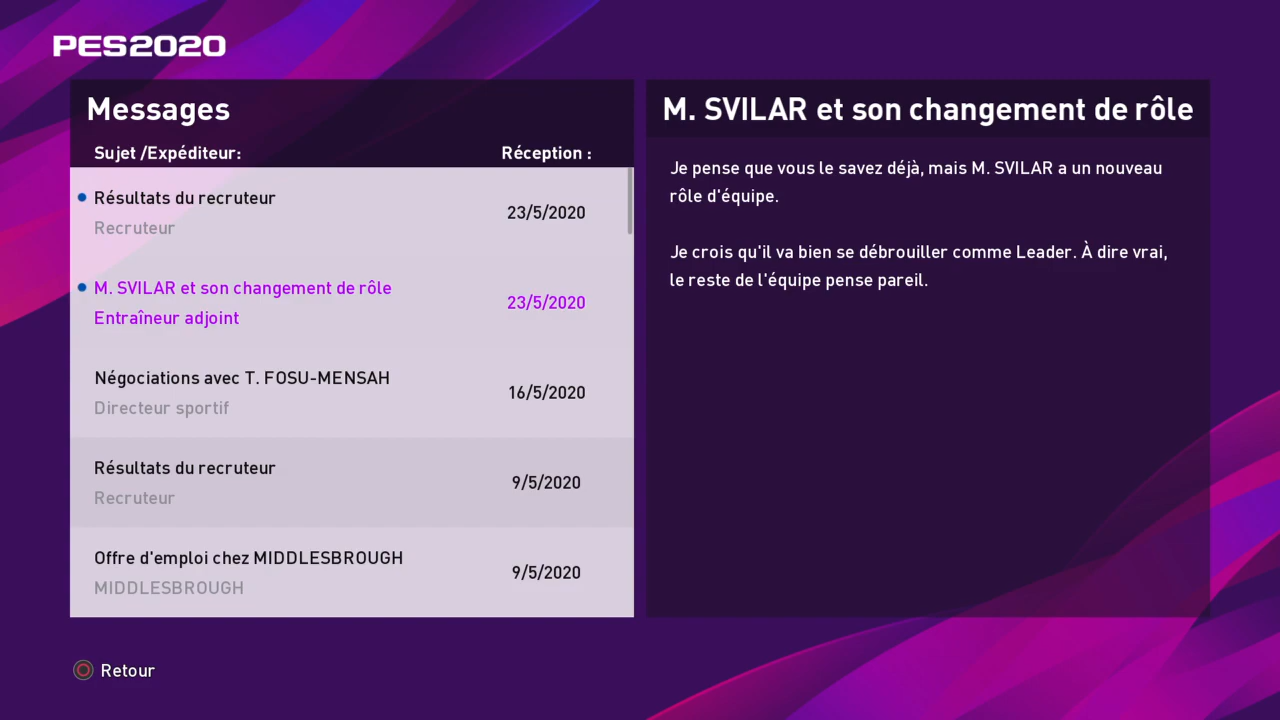 PES2020
Messages
Sujet /Expéditeur:
Réception :
Résultats du recruteur
Recruteur
23/5/2020
M. SVILAR et son changement de rôle
Entraîneur adjoint
23/5/2020
Négociations avec T. FOSU-MENSAH
Directeur sportif
16/5/2020
Résultats du recruteur
Recruteur
9/5/2020
Offre d'emploi chez MIDDLESBROUGH
MIDDLESBROUGH
9/5/2020
M. SVILAR et son changement de rôle
Je pense que vous le savez déjà, mais M. SVILAR a un nouveau
rôle d'équipe.
Je crois qu'il va bien se débrouiller comme Leader. À dire vrai,
le reste de l'équipe pense pareil.
Retour